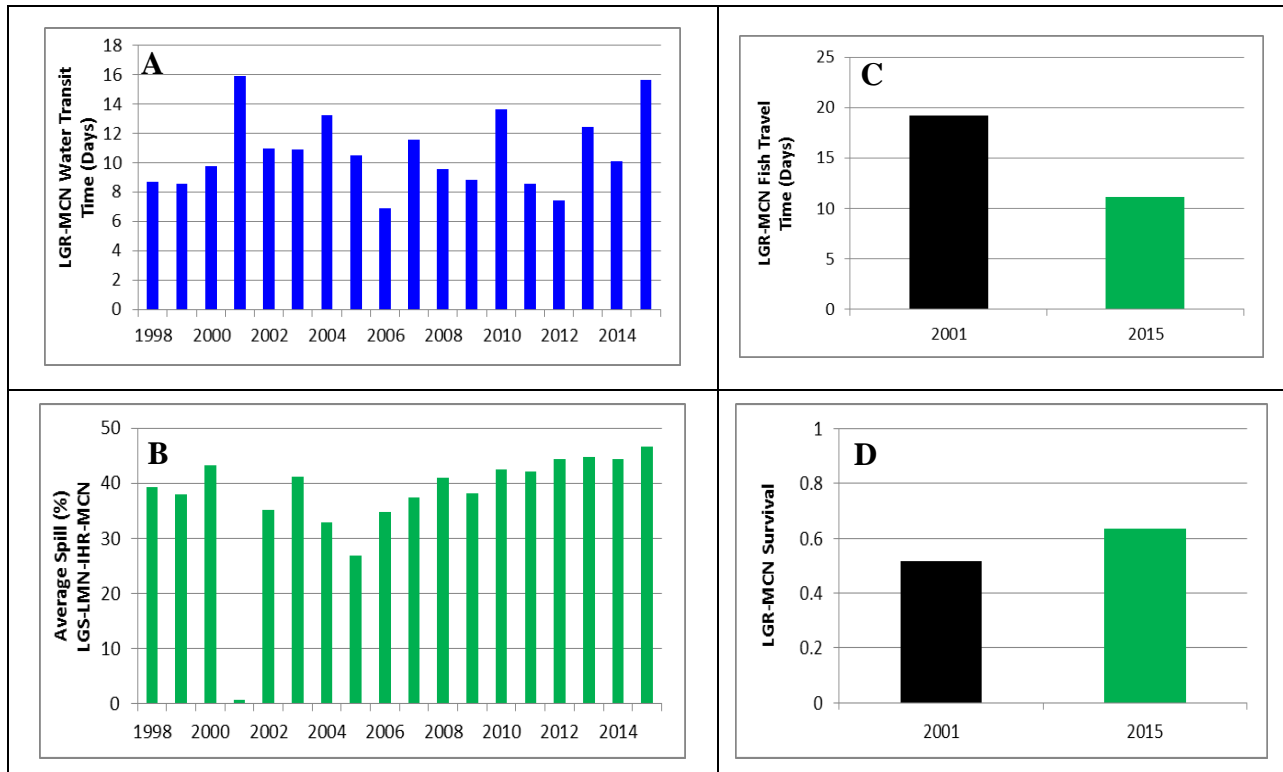 A
LGR-MCN Water Transit
Time (Days)
18
16
14
12
10
8
6
4
2
0
1998 2000 2002 2004 2006 2008 2010 2012 2014
C
LGR-MCN Fish Travel
Time (Days)
25
20
15
10
5
0
2001 2015
B
Average Spill (%)
LGS-LMN-IHR-MCN
50
40
30
20
10
0
1998 2000 2002 2004 2006 2008 2010 2012 2014
D
LGR-MCN Survival
1
0.8
0.6
0.4
0.2
0
2001 2015